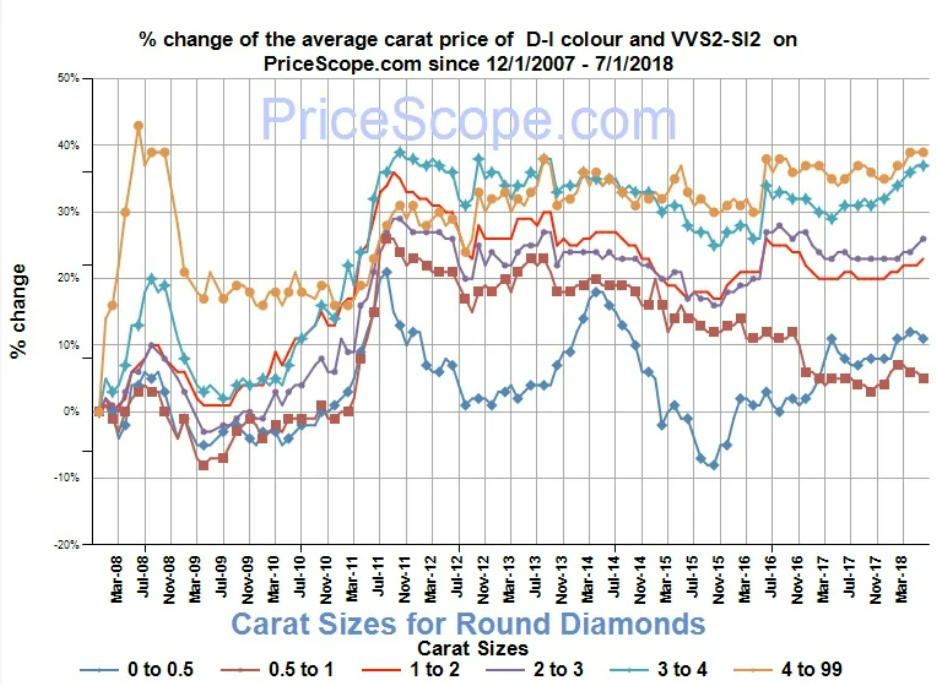 % change of the average carat price of D-I colour and VVS2-SI2 on
PriceScope.com since 12/1/2007 - 7/1/2018
PriceScope.com
50%
40%
30%
20%
10%
0%
-10%
-20%
% change
Mar-08
Jul-08
Nov-08
Mar-09
Jul-09
Nov-09
Mar-10
Jul-10
Nov-10
Mar-11
Jul-11
Nov-11
Mar-12
Jul-12
Nov-12
Mar-13
Jul-13
Nov-13
Mar-14
Jul-14
Nov-14
Mar-15
Jul-15
Nov-15
Mar-16
Jul-16
Nov-16
Mar-17
Jul-17
Nov-17
Mar-18
Carat Sizes for Round Diamonds
Carat Sizes
0 to 0.5 0.5 to 1 1 to 2 2 to 3 3 to 4 4 to 99